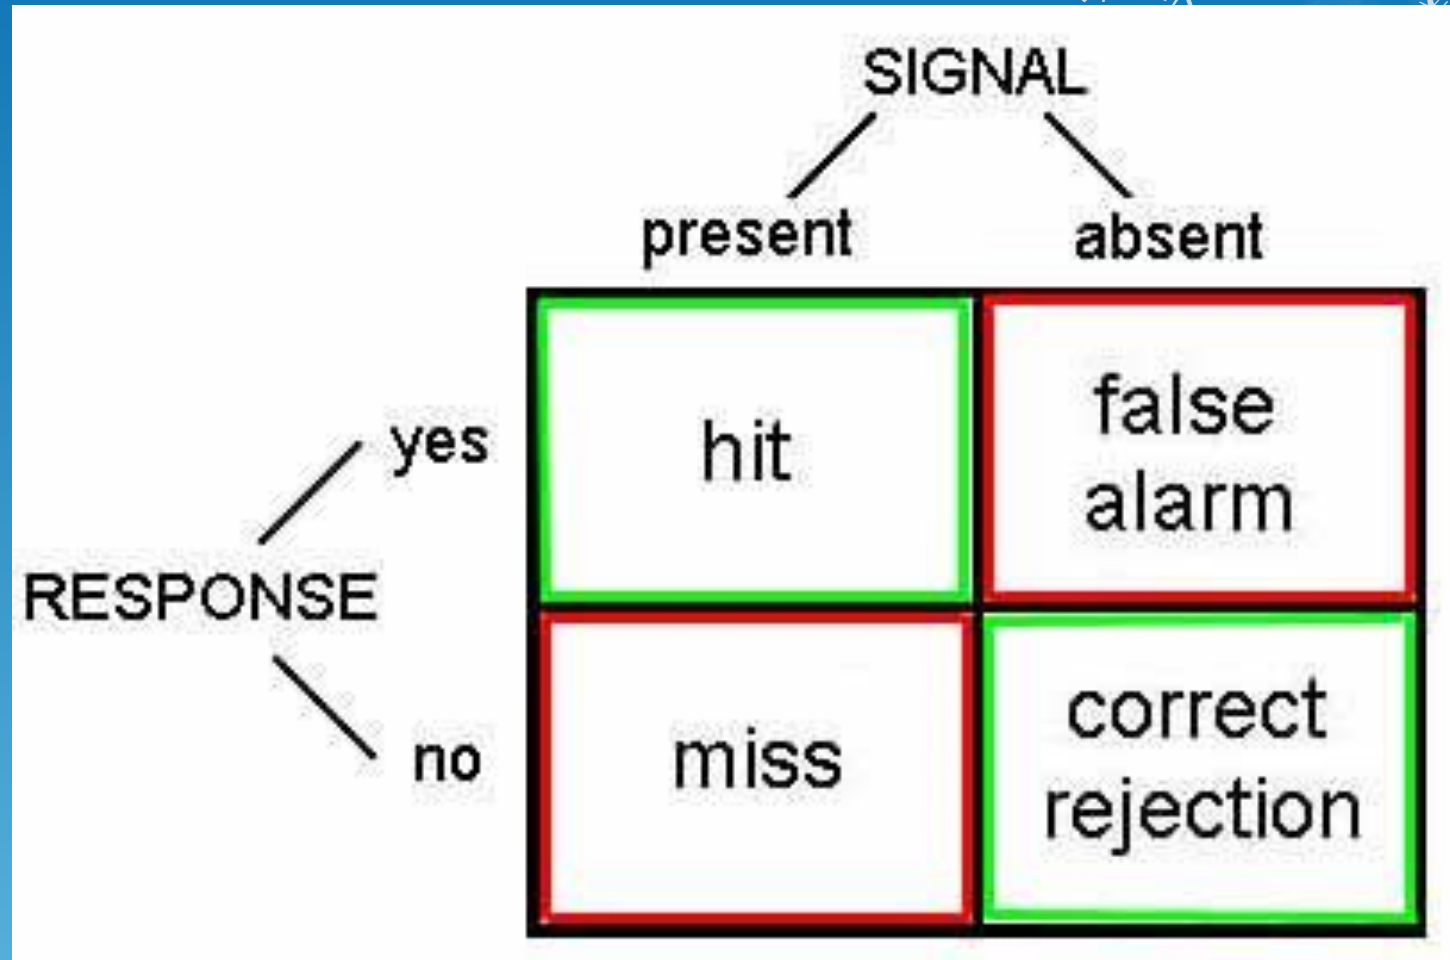 SIGNAL
present absent
yes
hit
false
alarm
RESPONSE
no
miss
correct
rejection